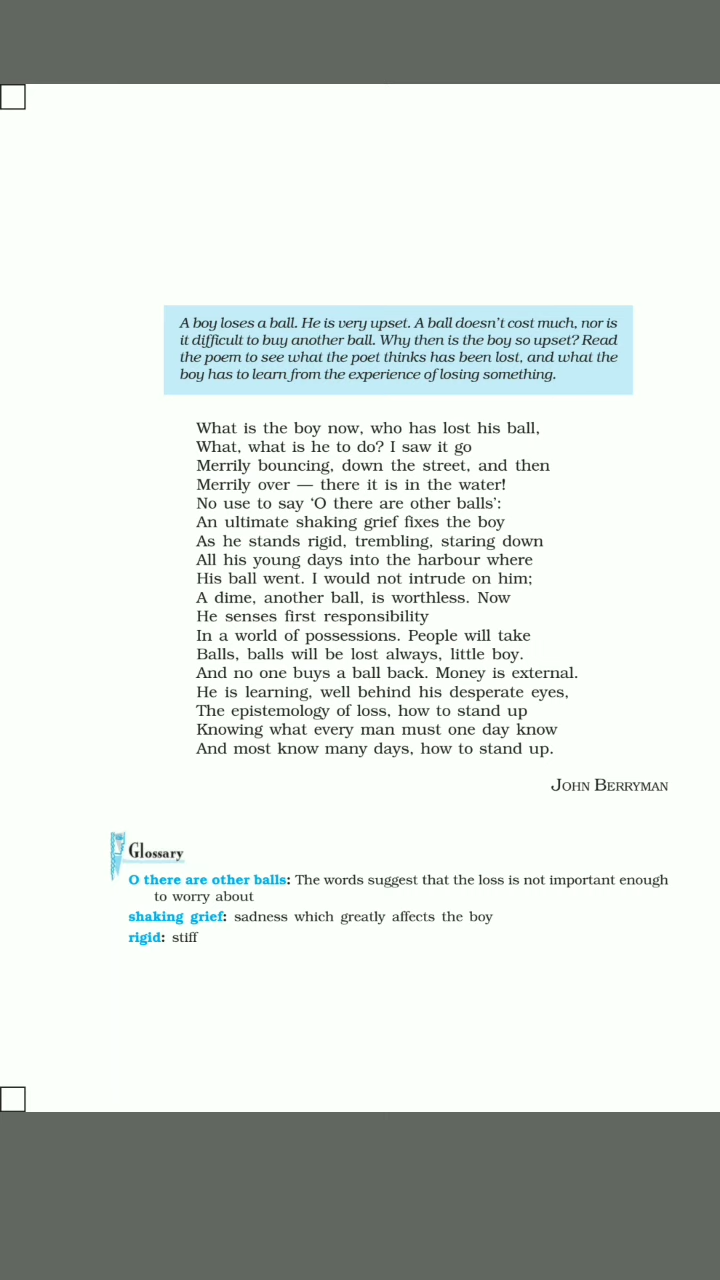 A boy loses a ball. He is very upset. A ball doesn't cost much, nor is
it difficult to buy another ball. Why then is the boy so upset? Read
the poem to see what the poet thinks has been lost, and what the
boy has to learn from the experience of losing something.
What is the boy now, who has lost his ball,
What, what is he to do? I saw it go
Merrily bouncing, down the street, and then
Merrily over — there it is in the water!
No use to say ‘O there are other balls’:
An ultimate shaking grief fixes the boy
As he stands rigid, trembling, staring down
All his young days into the harbour where
His ball went. I would not intrude on him;
A dime, another ball, is worthless. Now
He senses first responsibility
In a world of possessions. People will take
Balls, balls will be lost always, little boy.
And no one buys a ball back. Money is external.
He is learning, well behind his desperate eyes,
The epistemology of loss, how to stand up
Knowing what every man must one day know
And most know many days, how to stand up.
JOHN BERRYMAN
Glossary
O there are other balls: The words suggest that the loss is not important enough
to worry about
shaking grief: sadness which greatly affects the boy
rigid: stiff